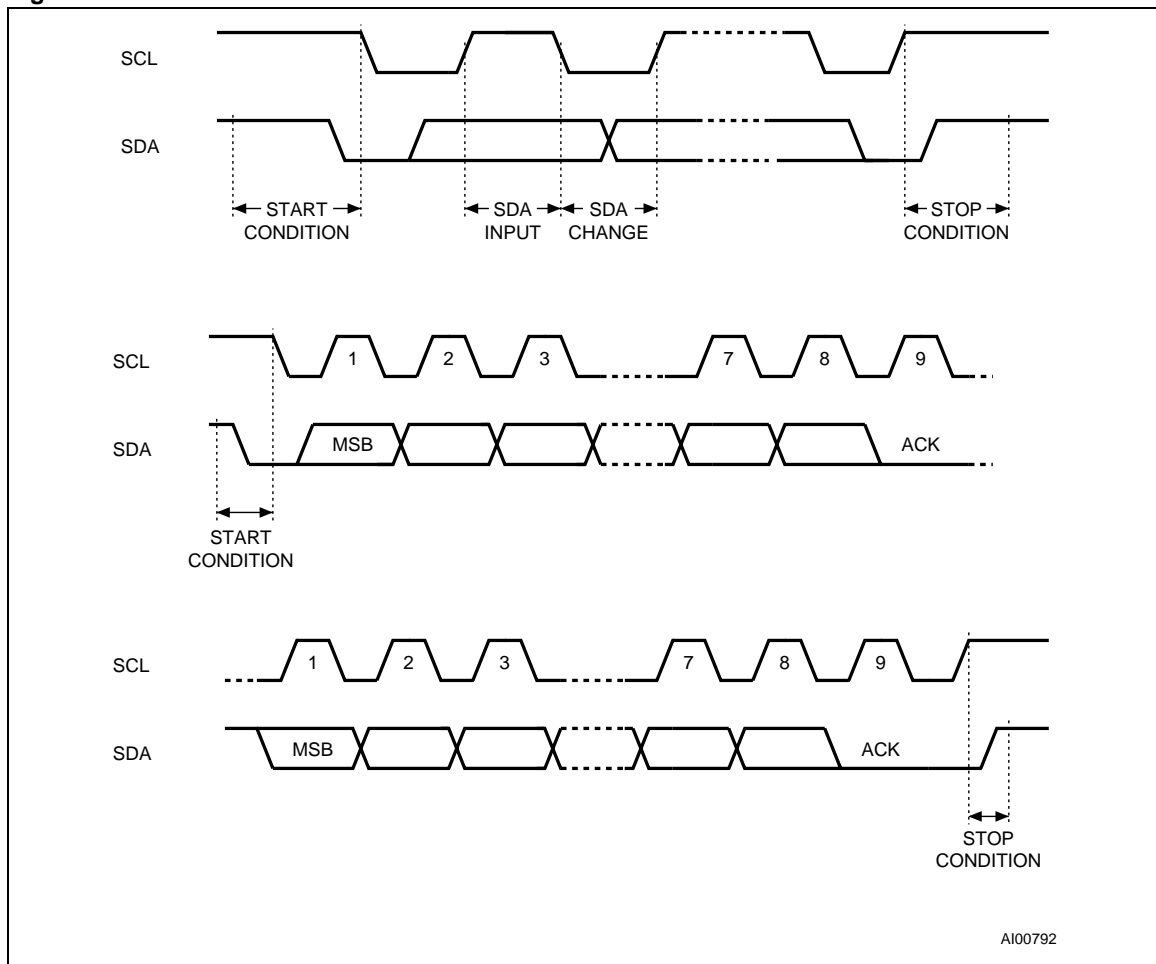 SCL
SDA
START CONDITION
SDA INPUT
SDA CHANGE
STOP CONDITION
SCL
1 2 3 7 8 9
SDA
MSB ACK
START CONDITION
SCL
1 2 3 7 8 9
SDA
MSB ACK
STOP CONDITION
AI00792